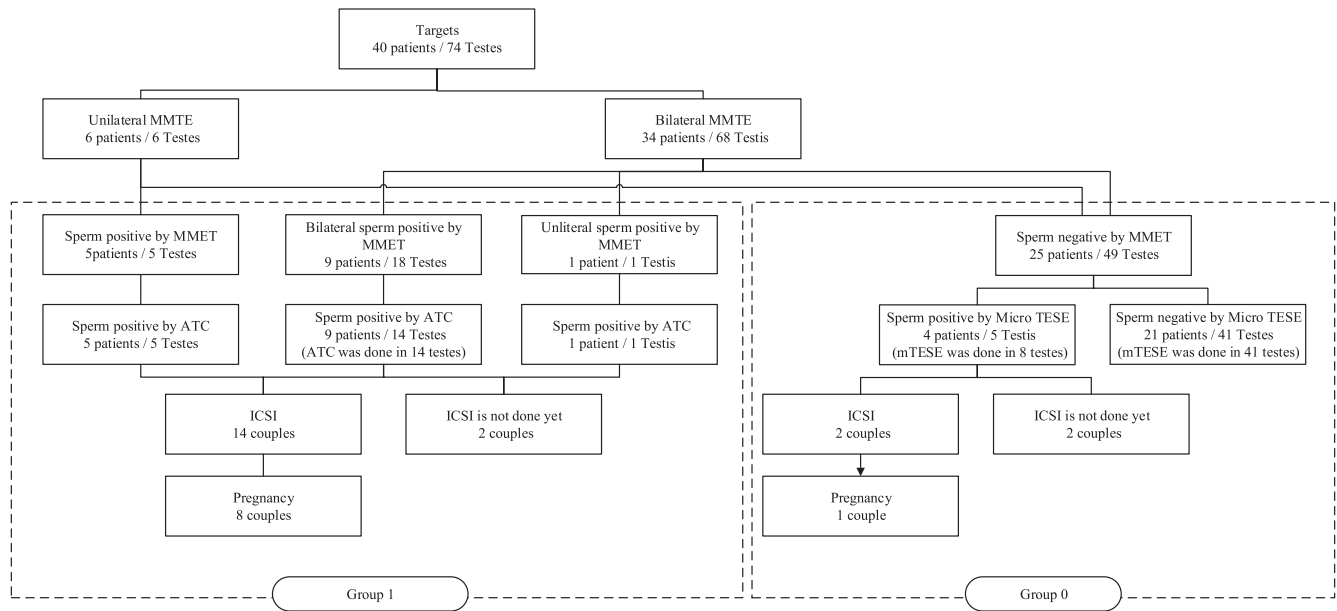 Targets
40 patients / 74 Testes
Unilateral MMTE
6 patients / 6 Testes
Bilateral MMTE
34 patients / 68 Testis
Sperm positive by MMET
5patients / 5 Testes
Bilateral sperm positive by
MMET
9 patients / 18 Testes
Unliteral sperm positive by
MMET
1 patient / 1 Testis
Sperm negative by MMET
25 patients / 49 Testes
Sperm positive by ATC
5 patients / 5 Testes
Sperm positive by ATC
9 patients / 14 Testes
(ATC was done in 14 testes)
Sperm positive by ATC
1 patient / 1 Testis
Sperm positive by Micro TESE
4 patients / 5 Testis
(mTESE was done in 8 testes)
Sperm negative by Micro TESE
21 patients / 41 Testes
(mTESE was done in 41 testes)
ICSI
14 couples
ICSI is not done yet
2 couples
ICSI
2 couples
ICSI is not done yet
2 couples
Pregnancy
8 couples
Pregnancy
1 couple
Group 1
Group 0